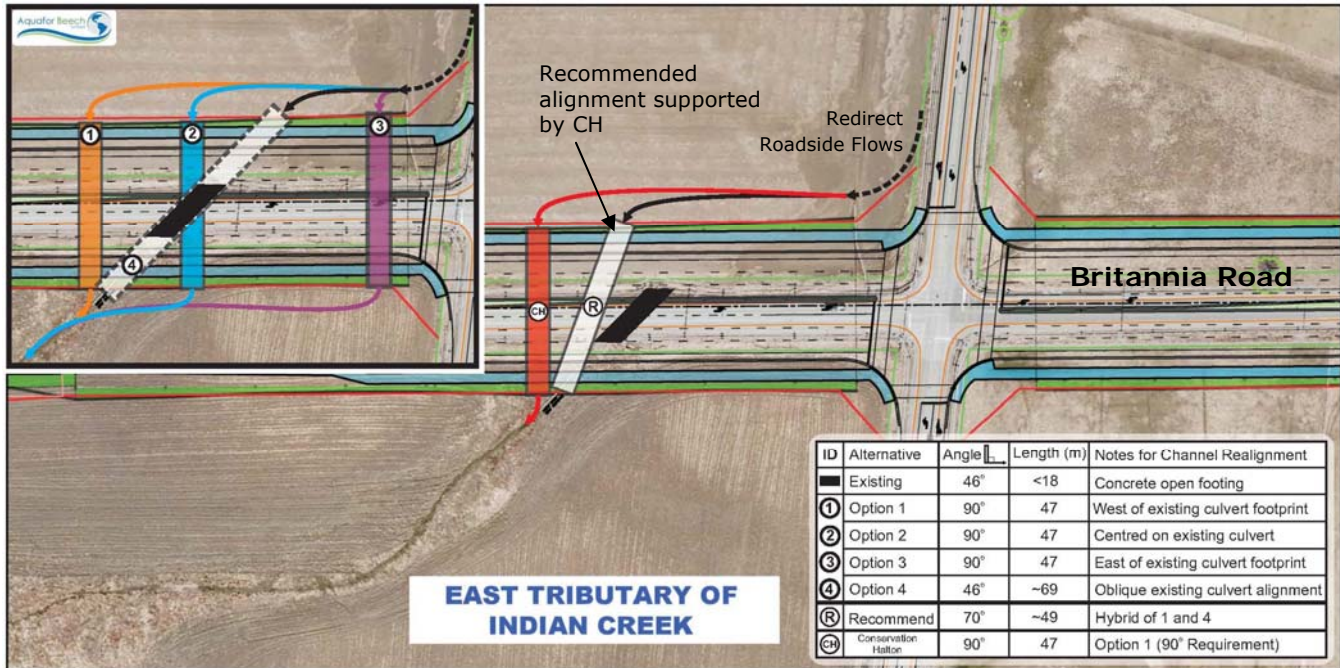 Aquafor Beech
1
2
3
4
Recommended
alignment supported
by CH
Redirect
Roadside Flows
CH
R
Britannia Road
EAST TRIBUTARY OF
INDIAN CREEK
ID Alternative Angle Length (m) Notes for Channel Realignment
Existing 46° <18 Concrete open footing
1 Option 1 90° 47 West of existing culvert footprint
2 Option 2 90° 47 Centred on existing culvert
3 Option 3 90° 47 East of existing culvert footprint
4 Option 4 46° ~69 Oblique existing culvert alignment
R Recommend 70° ~49 Hybrid of 1 and 4
CH Conservation Halton 90° 47 Option 1 (90° Requirement)